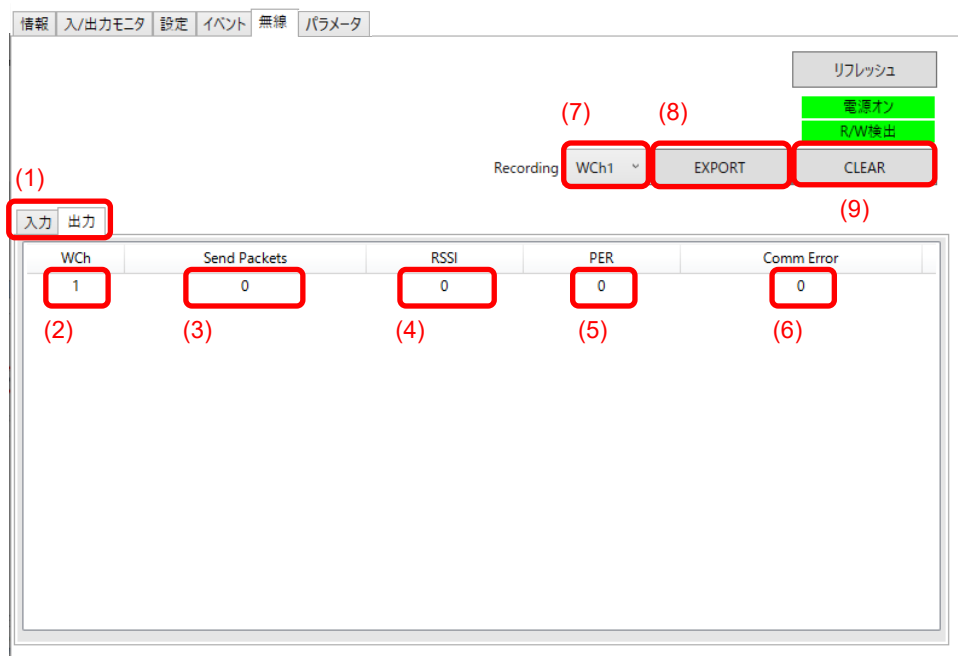 情報 入/出力モニタ 設定 イベント 無線 パラメータ
リフレッシュ
電源オン
(7) (8)
R/W検出
Recording WCh1 EXPORT CLEAR
(1)
(9)
入力 出力
WCh Send Packets RSSI PER Comm Error
1 0 0 0 0
(2) (3) (4) (5) (6)